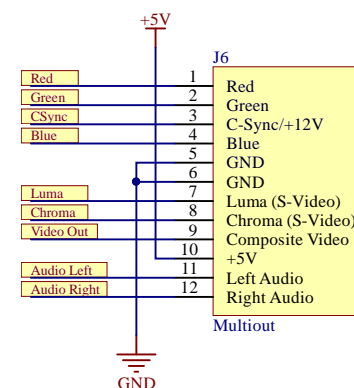 +5V
J6
Red 1 Red
Green 2 Green
CSync 3 C-Sync/+12V
Blue 4 Blue
5 GND
6 GND
Luma 7 Luma (S-Video)
Chroma 8 Chroma (S-Video)
Video Out 9 Composite Video
10 +5V
Audio Left 11 Left Audio
Audio Right 12 Right Audio
Multiout
GND